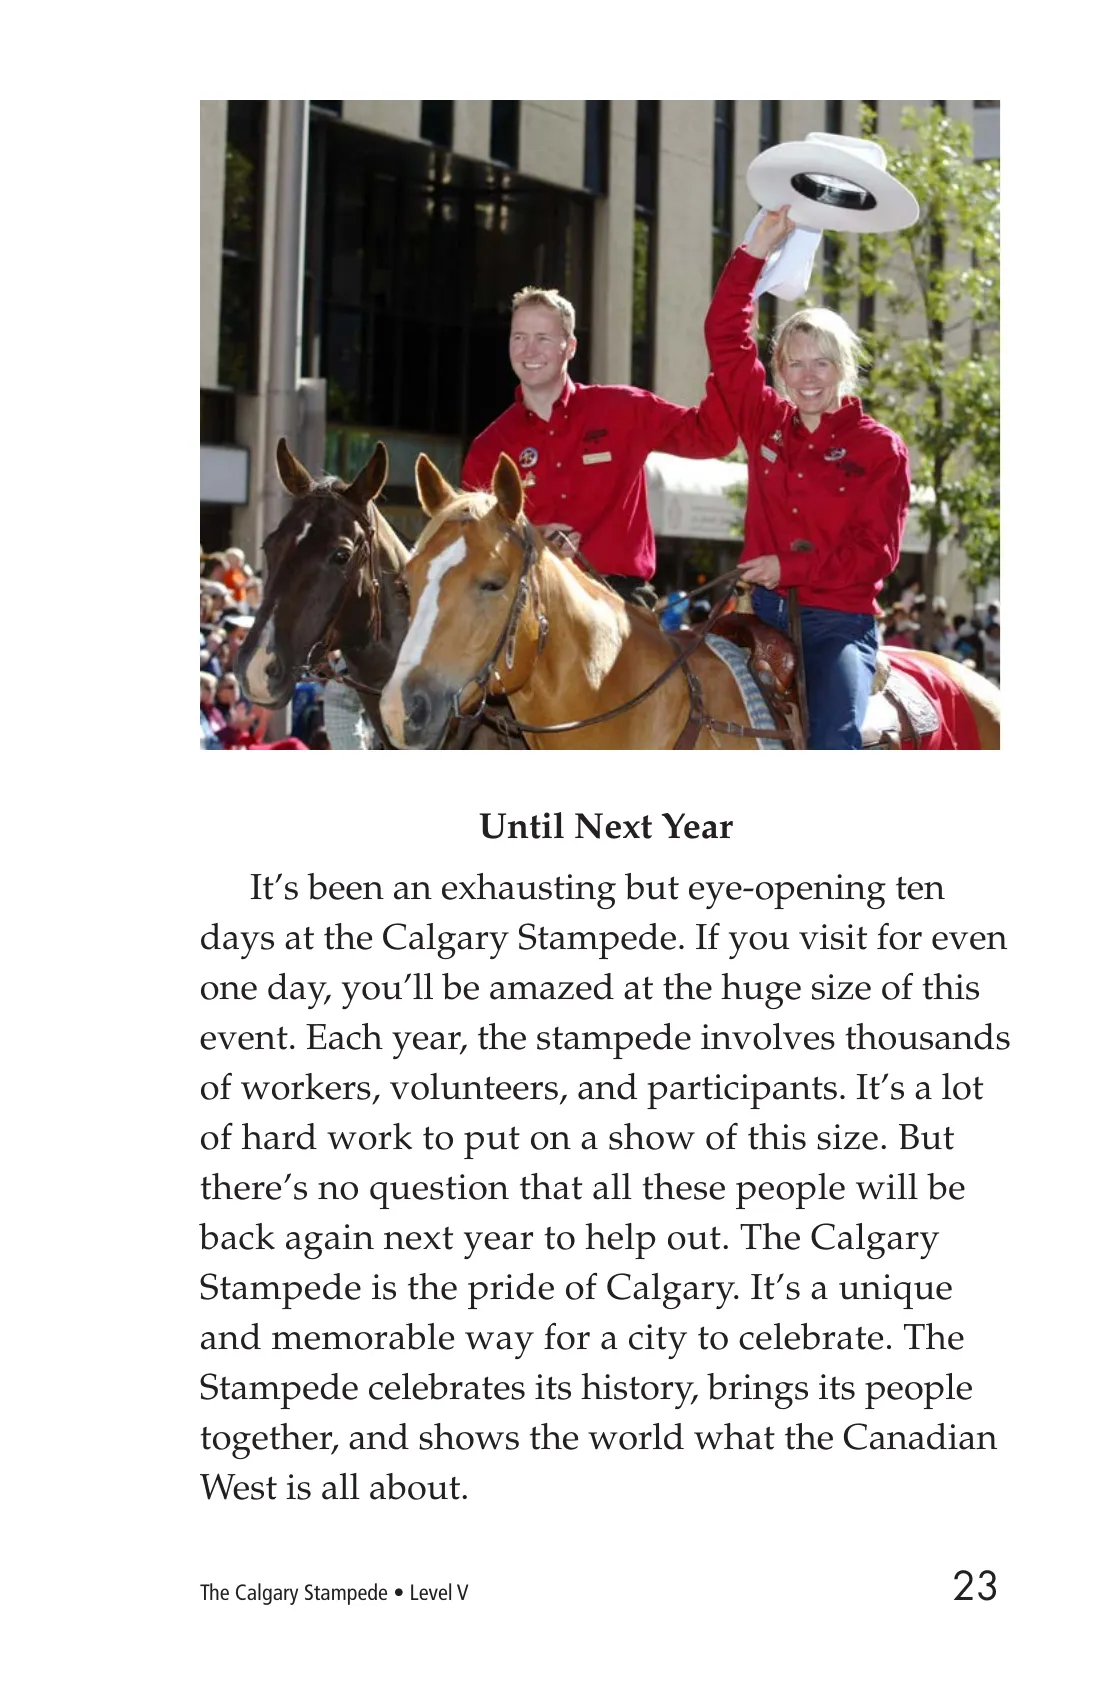 Until Next Year
It’s been an exhausting but eye-opening ten
days at the Calgary Stampede. If you visit for even
one day, you’ll be amazed at the huge size of this
event. Each year, the stampede involves thousands
of workers, volunteers, and participants. It’s a lot
of hard work to put on a show of this size. But
there’s no question that all these people will be
back again next year to help out. The Calgary
Stampede is the pride of Calgary. It’s a unique
and memorable way for a city to celebrate. The
Stampede celebrates its history, brings its people
together, and shows the world what the Canadian
West is all about.
The Calgary Stampede • Level V
23